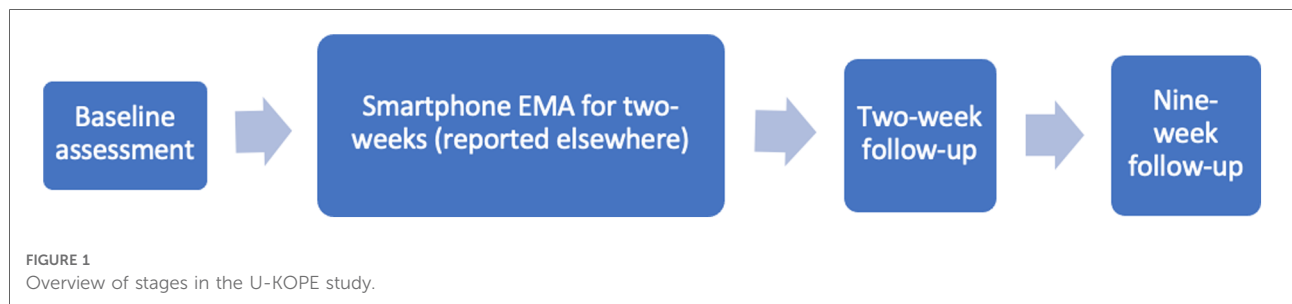 Baseline
assessment
Smartphone EMA for two-
weeks (reported elsewhere)
Two-week
follow-up
Nine-
week
follow-up
FIGURE 1
Overview of stages in the U-KOPE study.